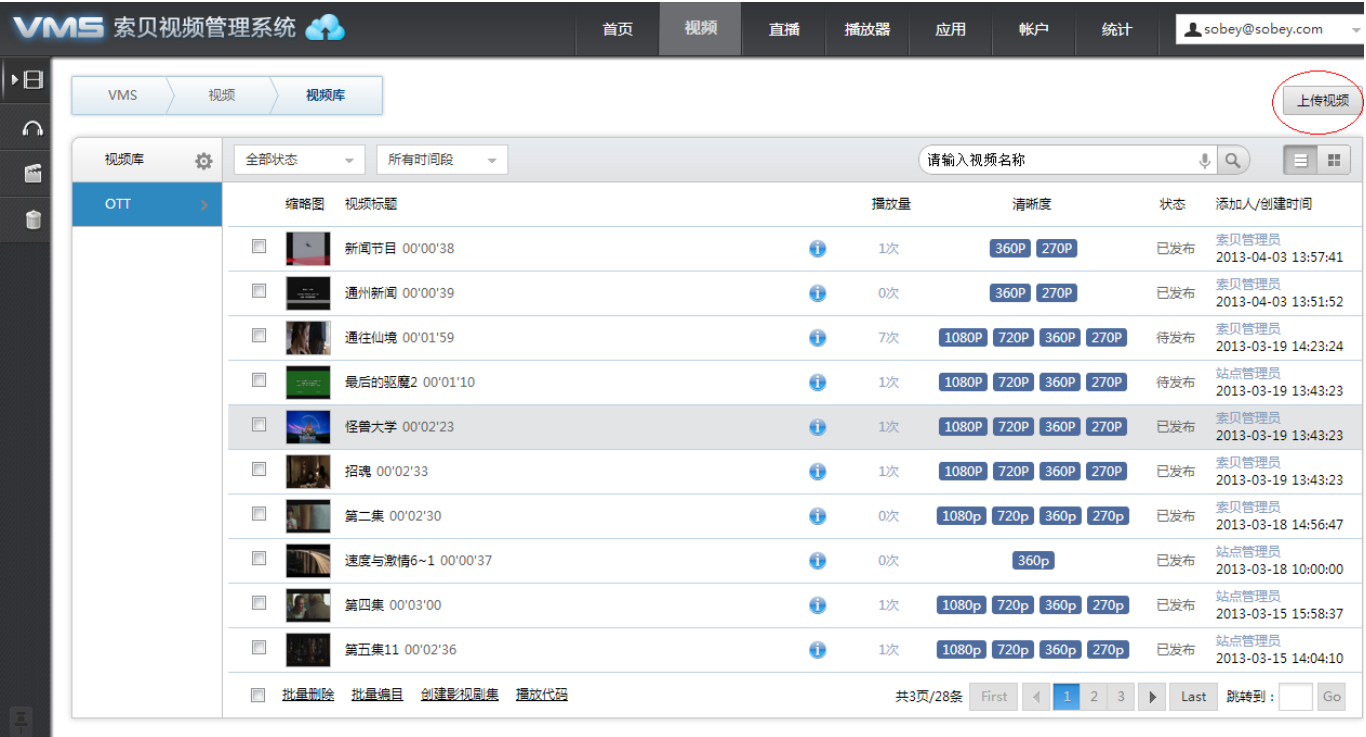 VMS 索贝视频管理系统
首页 视频 直播 播放器 应用 帐户 统计 sobey@sobey.com
VMS 视频 视频库
上传视频
视频库 全部状态 所有时间段 请输入视频名称
OTT 缩略图 视频标题 播放量 清晰度 状态 添加人/创建时间
新闻节目 00'00'38 1次 360P 270P 已发布 索贝管理员
2013-04-03 13:57:41
通州新闻 00'00'39 0次 360P 270P 已发布 索贝管理员
2013-04-03 13:51:52
通往仙境 00'01'59 7次 1080P 720P 360P 270P 待发布 索贝管理员
2013-03-19 14:23:24
最后的驱魔2 00'01'10 1次 1080P 720P 360P 270P 待发布 站点管理员
2013-03-19 13:43:23
怪兽大学 00'02'23 1次 1080P 720P 360P 270P 已发布 索贝管理员
2013-03-19 13:43:23
招魂 00'02'33 1次 1080P 720P 360P 270P 已发布 索贝管理员
2013-03-19 13:43:23
第二集 00'02'30 0次 1080p 720p 360p 270p 已发布 索贝管理员
2013-03-18 14:56:47
速度与激情6~1 00'00'37 0次 360p 已发布 站点管理员
2013-03-18 10:00:00
第四集 00'03'00 1次 1080p 720p 360p 270p 已发布 站点管理员
2013-03-15 15:58:37
第五集11 00'02'36 1次 1080p 720p 360p 270p 已发布 站点管理员
2013-03-15 14:04:10
批量删除 批量编目 创建影视剧集 播放代码 共3页/28条 First 1 2 3 Last 跳转到： Go